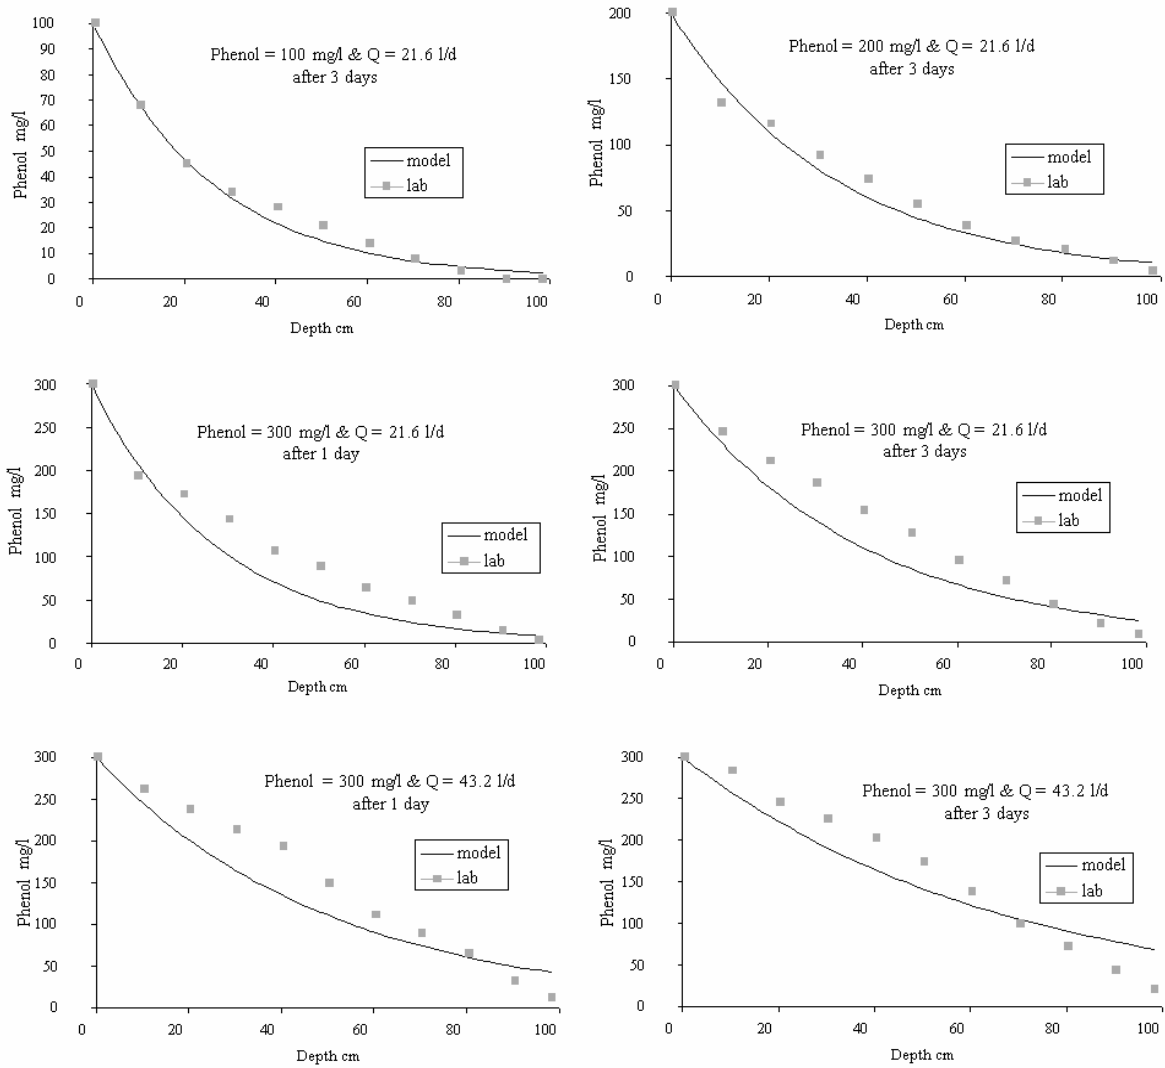 Phenol = 100 mg/l & Q = 21.6 l/d
after 3 days
Phenol mg/l
100
90
80
70
60
50
40
30
20
10
0
model
lab
0 20 40 60 80 100
Depth cm
Phenol = 200 mg/l & Q = 21.6 l/d
after 3 days
Phenol mg/l
200
150
100
50
0
model
lab
0 20 40 60 80 100
Depth cm
Phenol = 300 mg/l & Q = 21.6 l/d
after 1 day
Phenol mg/l
300
250
200
150
100
50
0
model
lab
0 20 40 60 80 100
Depth cm
Phenol = 300 mg/l & Q = 21.6 l/d
after 3 days
Phenol mg/l
300
250
200
150
100
50
0
model
lab
0 20 40 60 80 100
Depth cm
Phenol = 300 mg/l & Q = 43.2 l/d
after 1 day
Phenol mg/l
300
250
200
150
100
50
0
model
lab
0 20 40 60 80 100
Depth cm
Phenol = 300 mg/l & Q = 43.2 l/d
after 3 days
Phenol mg/l
300
250
200
150
100
50
0
model
lab
0 20 40 60 80 100
Depth cm